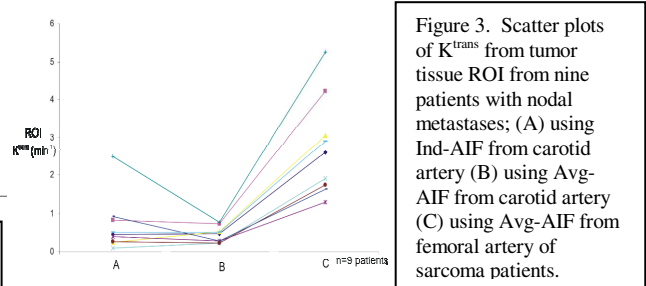 6
5
4
3
2
1
0
ROI
K^trans (min⁻¹)
A
B
C
n=9 patients
Figure 3. Scatter plots
of K^trans from tumor
tissue ROI from nine
patients with nodal
metastases; (A) using
Ind-AIF from carotid
artery (B) using Avg-
AIF from carotid artery
(C) using Avg-AIF from
femoral artery of
sarcoma patients.